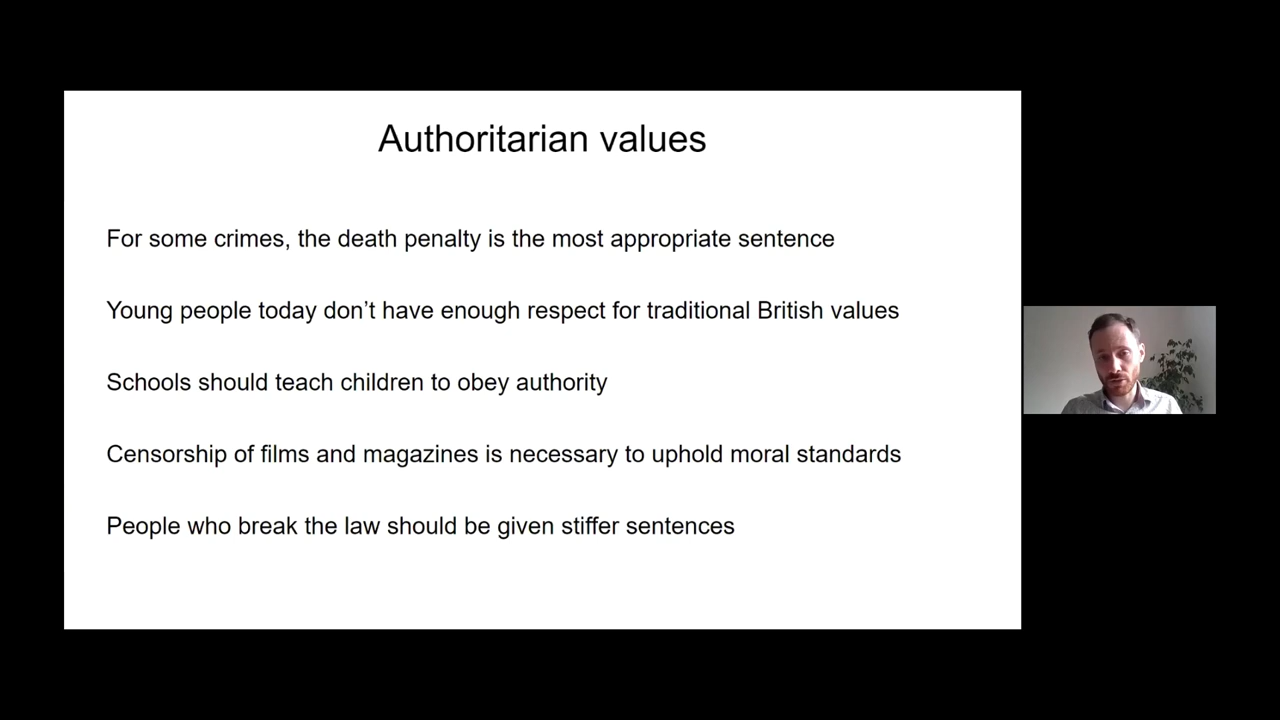 Authoritarian values
For some crimes, the death penalty is the most appropriate sentence
Young people today don’t have enough respect for traditional British values
Schools should teach children to obey authority
Censorship of films and magazines is necessary to uphold moral standards
People who break the law should be given stiffer sentences